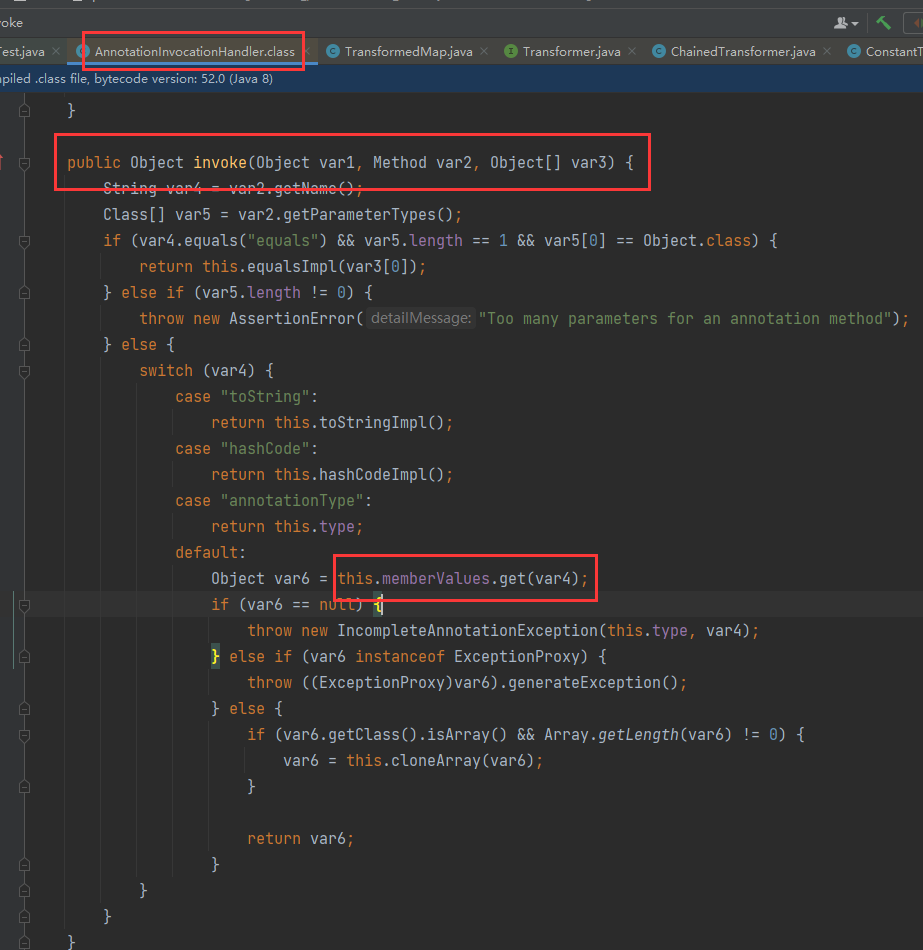 oke
Test.java AnnotationInvocationHandler.class TransformedMap.java Transformer.java ChainedTransformer.java ConstantT
piled .class file, bytecode version: 52.0 (Java 8)
}
public Object invoke(Object var1, Method var2, Object[] var3) {
String var4 = var2.getName();
Class[] var5 = var2.getParameterTypes();
if (var4.equals("equals") && var5.length == 1 && var5[0] == Object.class) {
return this.equalsImpl(var3[0]);
} else if (var5.length != 0) {
throw new AssertionError( detailMessage: "Too many parameters for an annotation method");
} else {
switch (var4) {
case "toString":
return this.toStringImpl();
case "hashCode":
return this.hashCodeImpl();
case "annotationType":
return this.type;
default:
Object var6 = this.memberValues.get(var4);
if (var6 == null) {
throw new IncompleteAnnotationException(this.type, var4);
} else if (var6 instanceof ExceptionProxy) {
throw ((ExceptionProxy)var6).generateException();
} else {
if (var6.getClass().isArray() && Array.getLength(var6) != 0) {
var6 = this.cloneArray(var6);
}
return var6;
}
}
}
}